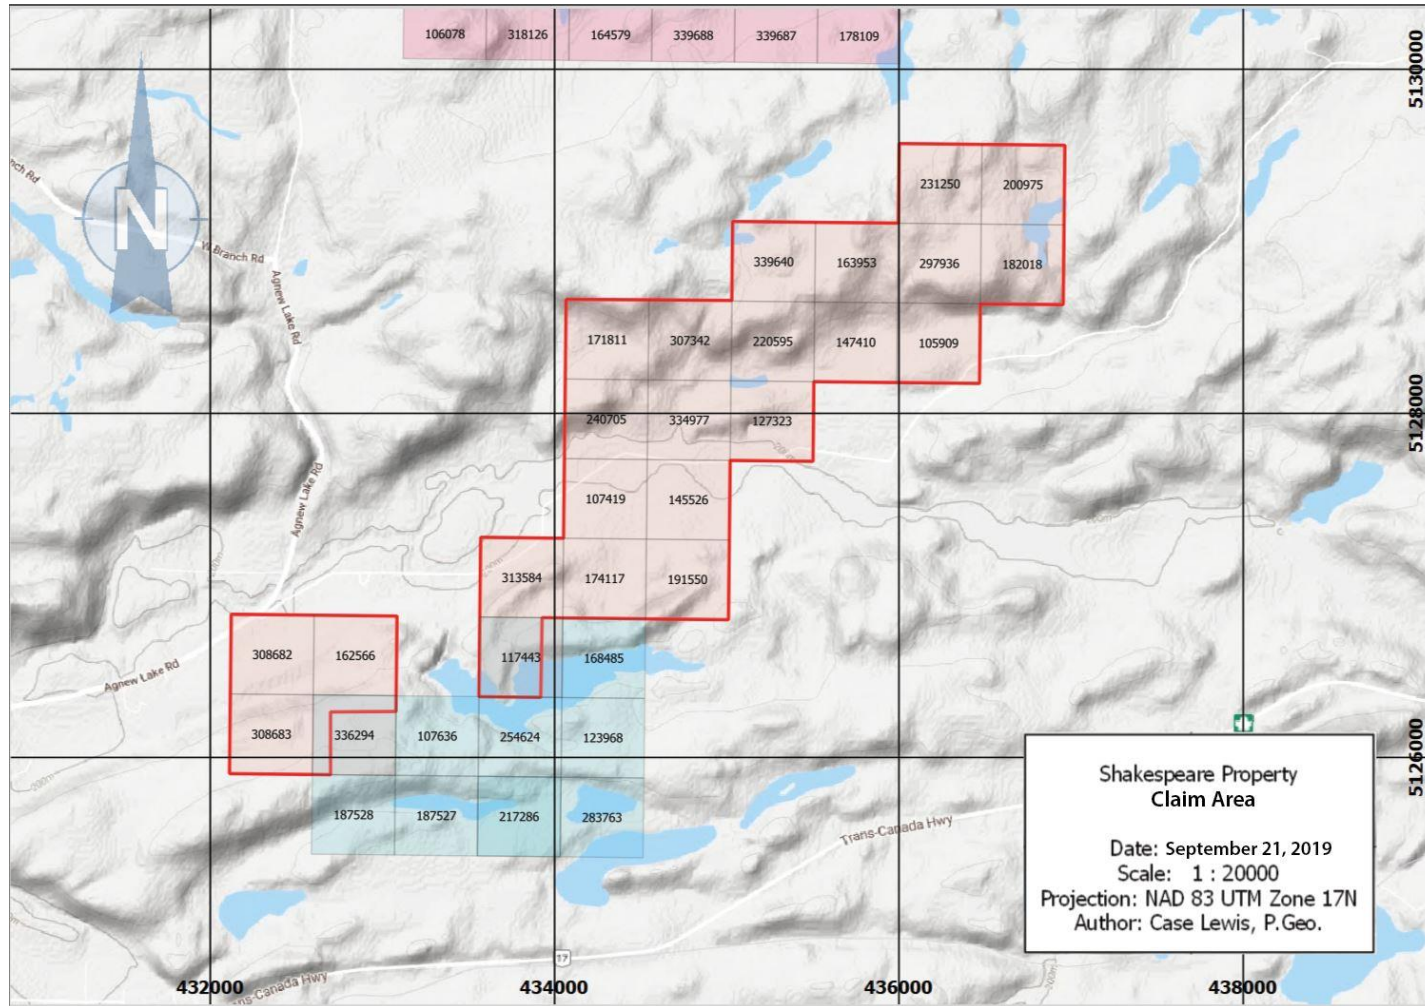 106078 318126 164579 339688 339687 178109
5130000
N
W Branch Rd
Agnew Lake Rd
231250 200975
339640 163953 297936 182018
171811 307342 220595 147410 105909
5128000
240705 334977 127323
Agnew Lake Rd
107419 145526
313584 174117 191550
308682 162566 117443 168485
Agnew Lake Rd
308683 336294 107636 254624 123968
5126000
187528 187527 217286 283763
Trans-Canada Hwy
17
ns-Canada Hwy
432000 434000 436000 438000
Shakespeare Property
Claim Area
Date: September 21, 2019
Scale: 1 : 20000
Projection: NAD 83 UTM Zone 17N
Author: Case Lewis, P.Geo.